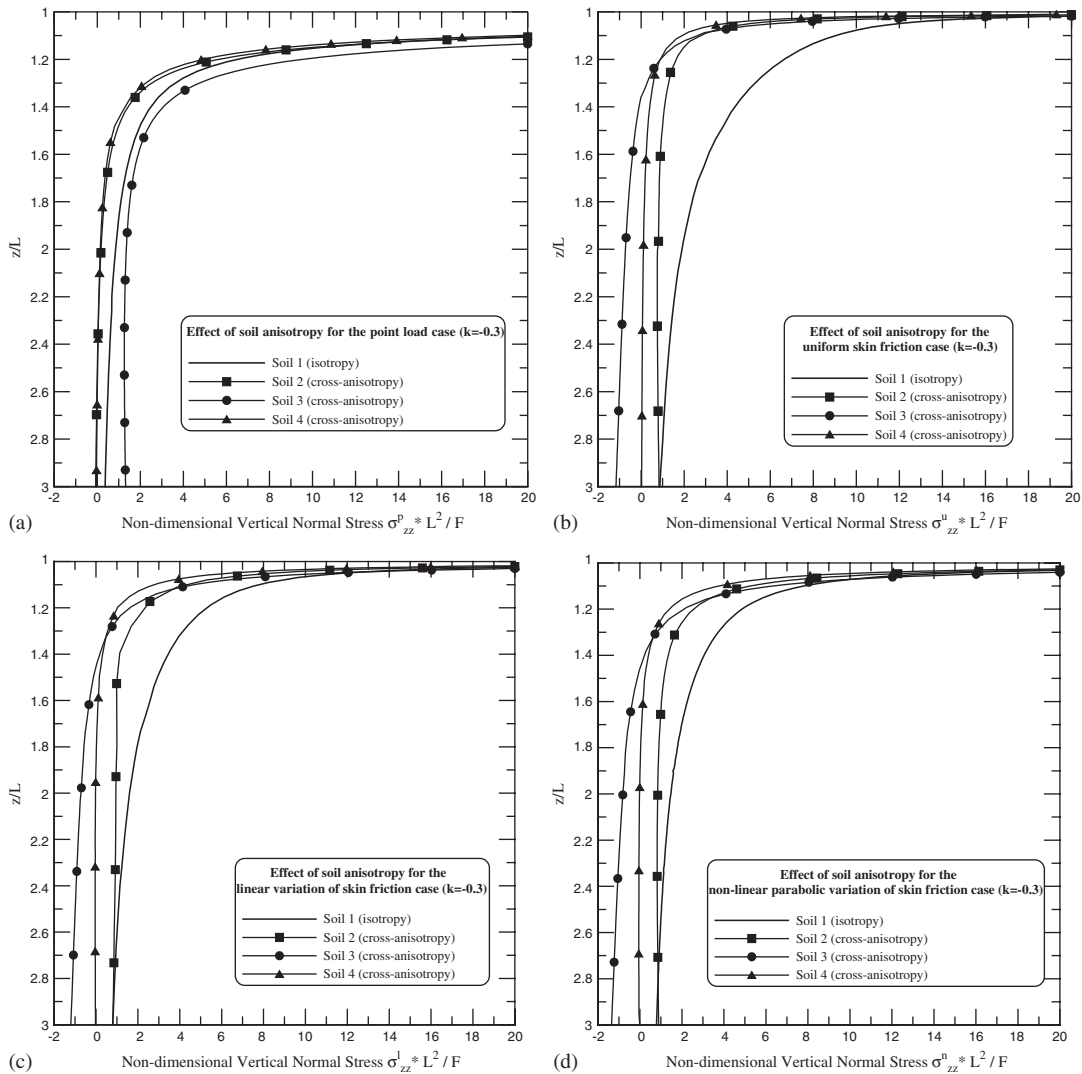 1
1.2
1.4
1.6
1.8
2
2.2
2.4
2.6
2.8
3
z/L
-2 0 2 4 6 8 10 12 14 16 18 20
Effect of soil anisotropy for the point load case (k=-0.3)
Soil 1 (isotropy)
Soil 2 (cross-anisotropy)
Soil 3 (cross-anisotropy)
Soil 4 (cross-anisotropy)
(a) Non-dimensional Vertical Normal Stress σ^p_zz * L^2 / F
1
1.2
1.4
1.6
1.8
2
2.2
2.4
2.6
2.8
3
z/L
-2 0 2 4 6 8 10 12 14 16 18 20
Effect of soil anisotropy for the
uniform skin friction case (k=-0.3)
Soil 1 (isotropy)
Soil 2 (cross-anisotropy)
Soil 3 (cross-anisotropy)
Soil 4 (cross-anisotropy)
(b) Non-dimensional Vertical Normal Stress σ^u_zz * L^2 / F
1
1.2
1.4
1.6
1.8
2
2.2
2.4
2.6
2.8
3
z/L
-2 0 2 4 6 8 10 12 14 16 18 20
Effect of soil anisotropy for the
linear variation of skin friction case (k=-0.3)
Soil 1 (isotropy)
Soil 2 (cross-anisotropy)
Soil 3 (cross-anisotropy)
Soil 4 (cross-anisotropy)
(c) Non-dimensional Vertical Normal Stress σ^l_zz * L^2 / F
1
1.2
1.4
1.6
1.8
2
2.2
2.4
2.6
2.8
3
z/L
-2 0 2 4 6 8 10 12 14 16 18 20
Effect of soil anisotropy for the
non-linear parabolic variation of skin friction case (k=-0.3)
Soil 1 (isotropy)
Soil 2 (cross-anisotropy)
Soil 3 (cross-anisotropy)
Soil 4 (cross-anisotropy)
(d) Non-dimensional Vertical Normal Stress σ^n_zz * L^2 / F